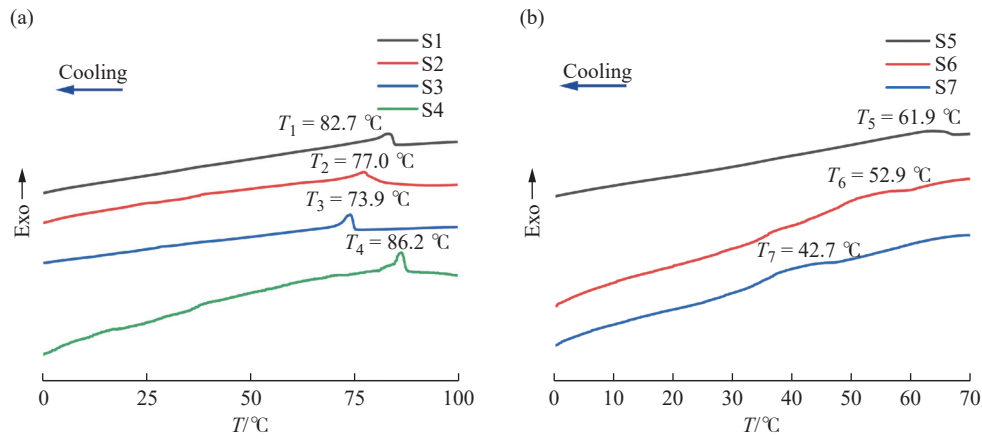 (a)
S1
S2
S3
S4
Cooling
T₁ = 82.7 ℃
T₂ = 77.0 ℃
T₃ = 73.9 ℃
T₄ = 86.2 ℃
Exo
0 25 50 75 100
T/℃
(b)
S5
S6
S7
Cooling
T₅ = 61.9 ℃
T₆ = 52.9 ℃
T₇ = 42.7 ℃
Exo
0 10 20 30 40 50 60 70
T/℃